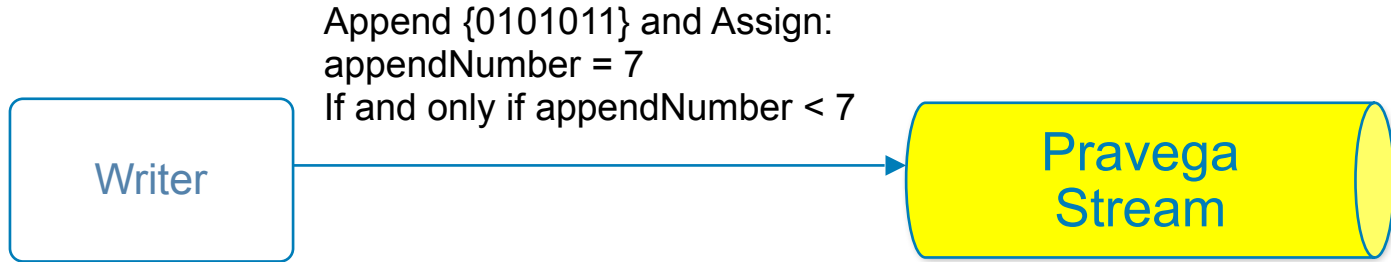 Append {0101011} and Assign:
appendNumber = 7
If and only if appendNumber < 7
Writer
Pravega
Stream